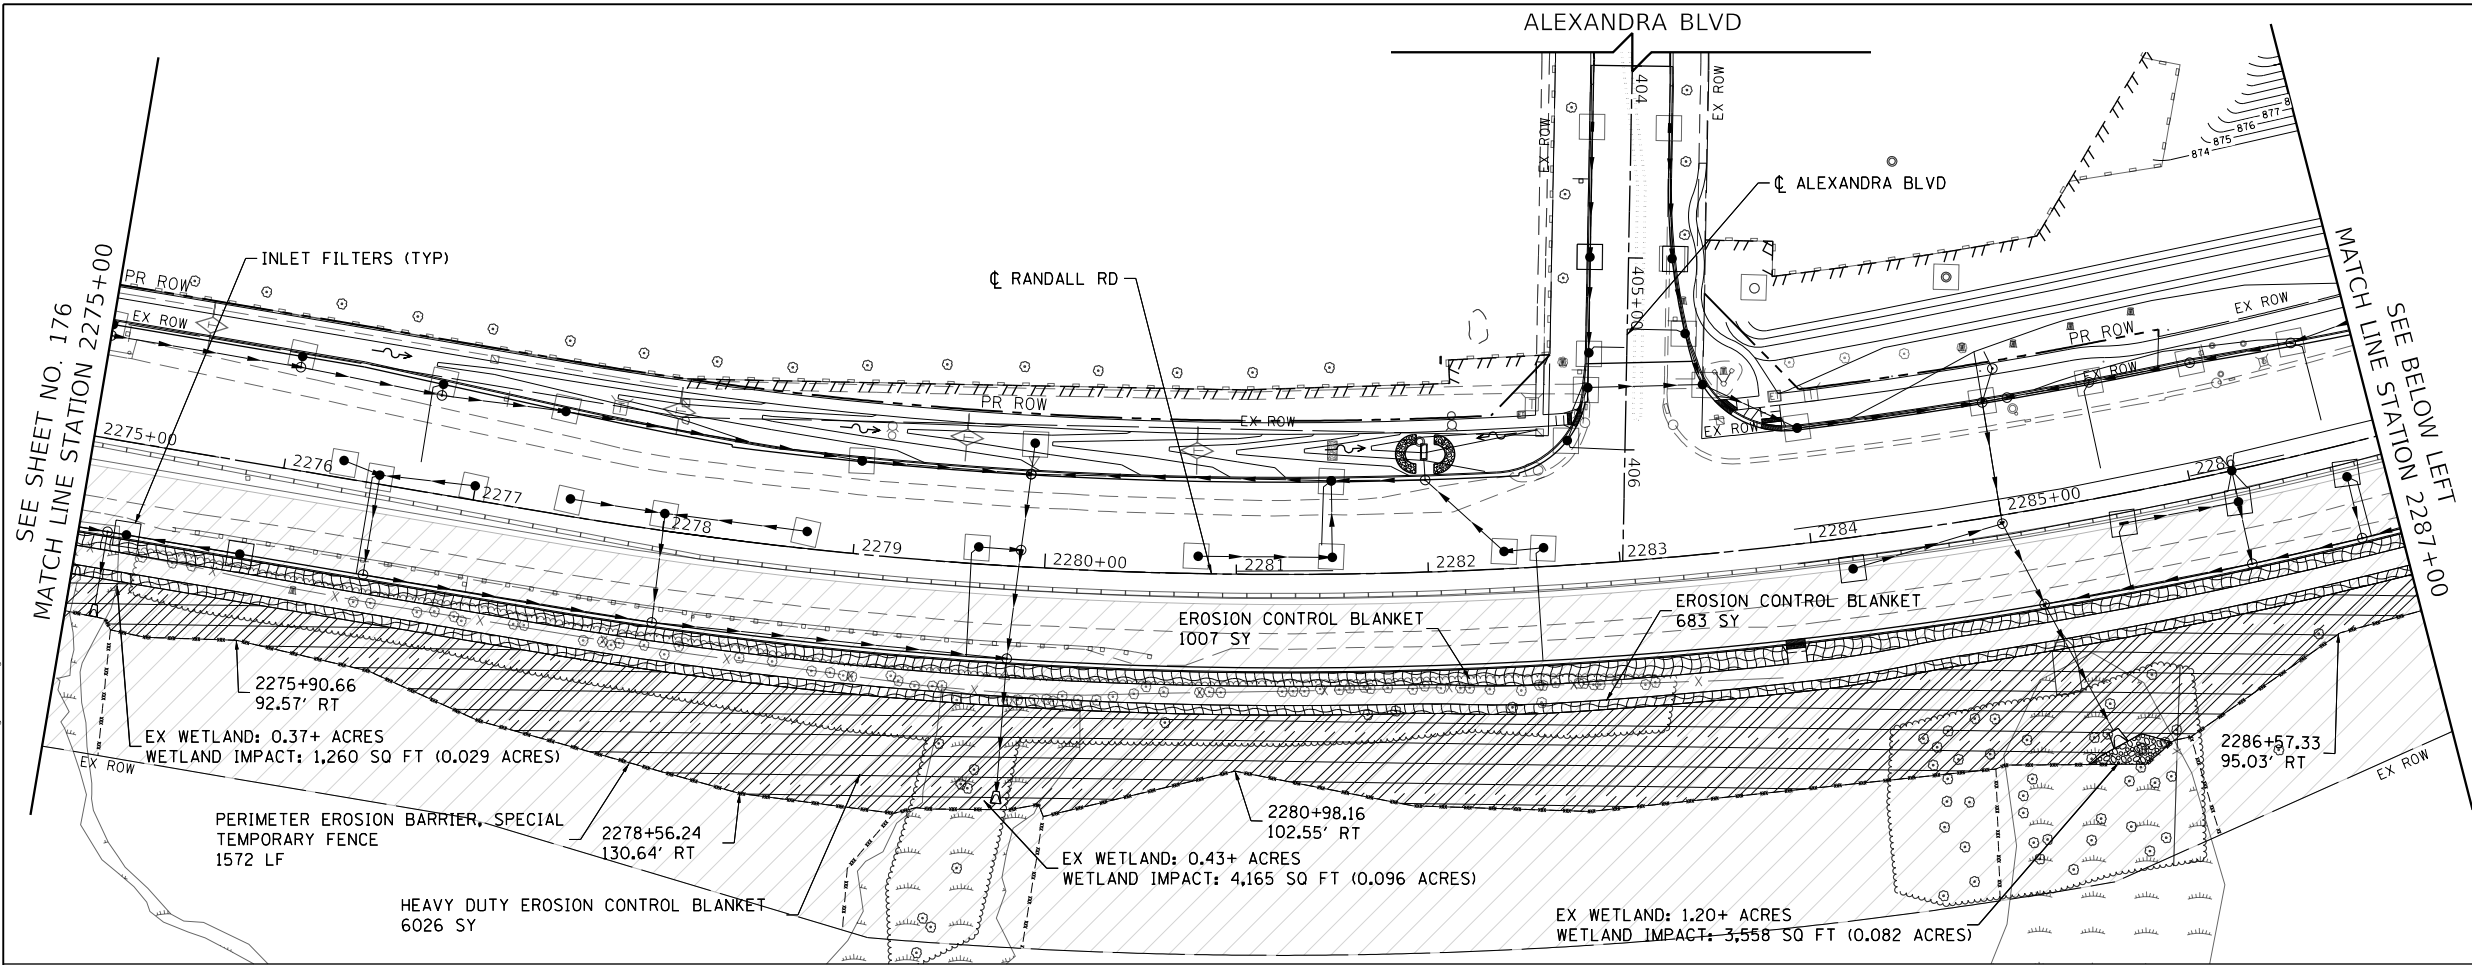 ALEXANDRA BLVD
SEE SHEET NO. 176
MATCH LINE STATION 2275+00
SEE BELOW LEFT
MATCH LINE STATION 2287+00
404
EX ROW
EX ROW
874
875
876
877
8
℄ ALEXANDRA BLVD
INLET FILTERS (TYP)
℄ RANDALL RD
405+00
PR ROW
EX ROW
EX ROW
PR ROW
EX ROW
PR ROW
EX ROW
EX ROW
406
2275+00
2276
2277
2278
2279
2280+00
2281
2282
2283
2284
2285+00
2286
EROSION CONTROL BLANKET
1007 SY
EROSION CONTROL BLANKET
683 SY
2275+90.66
92.57' RT
EX WETLAND: 0.37+ ACRES
WETLAND IMPACT: 1,260 SQ FT (0.029 ACRES)
EX ROW
2286+57.33
95.03' RT
EX ROW
PERIMETER EROSION BARRIER, SPECIAL
TEMPORARY FENCE
1572 LF
2278+56.24
130.64' RT
2280+98.16
102.55' RT
EX WETLAND: 0.43+ ACRES
WETLAND IMPACT: 4,165 SQ FT (0.096 ACRES)
HEAVY DUTY EROSION CONTROL BLANKET
6026 SY
EX WETLAND: 1.20+ ACRES
WETLAND IMPACT: 3,558 SQ FT (0.082 ACRES)